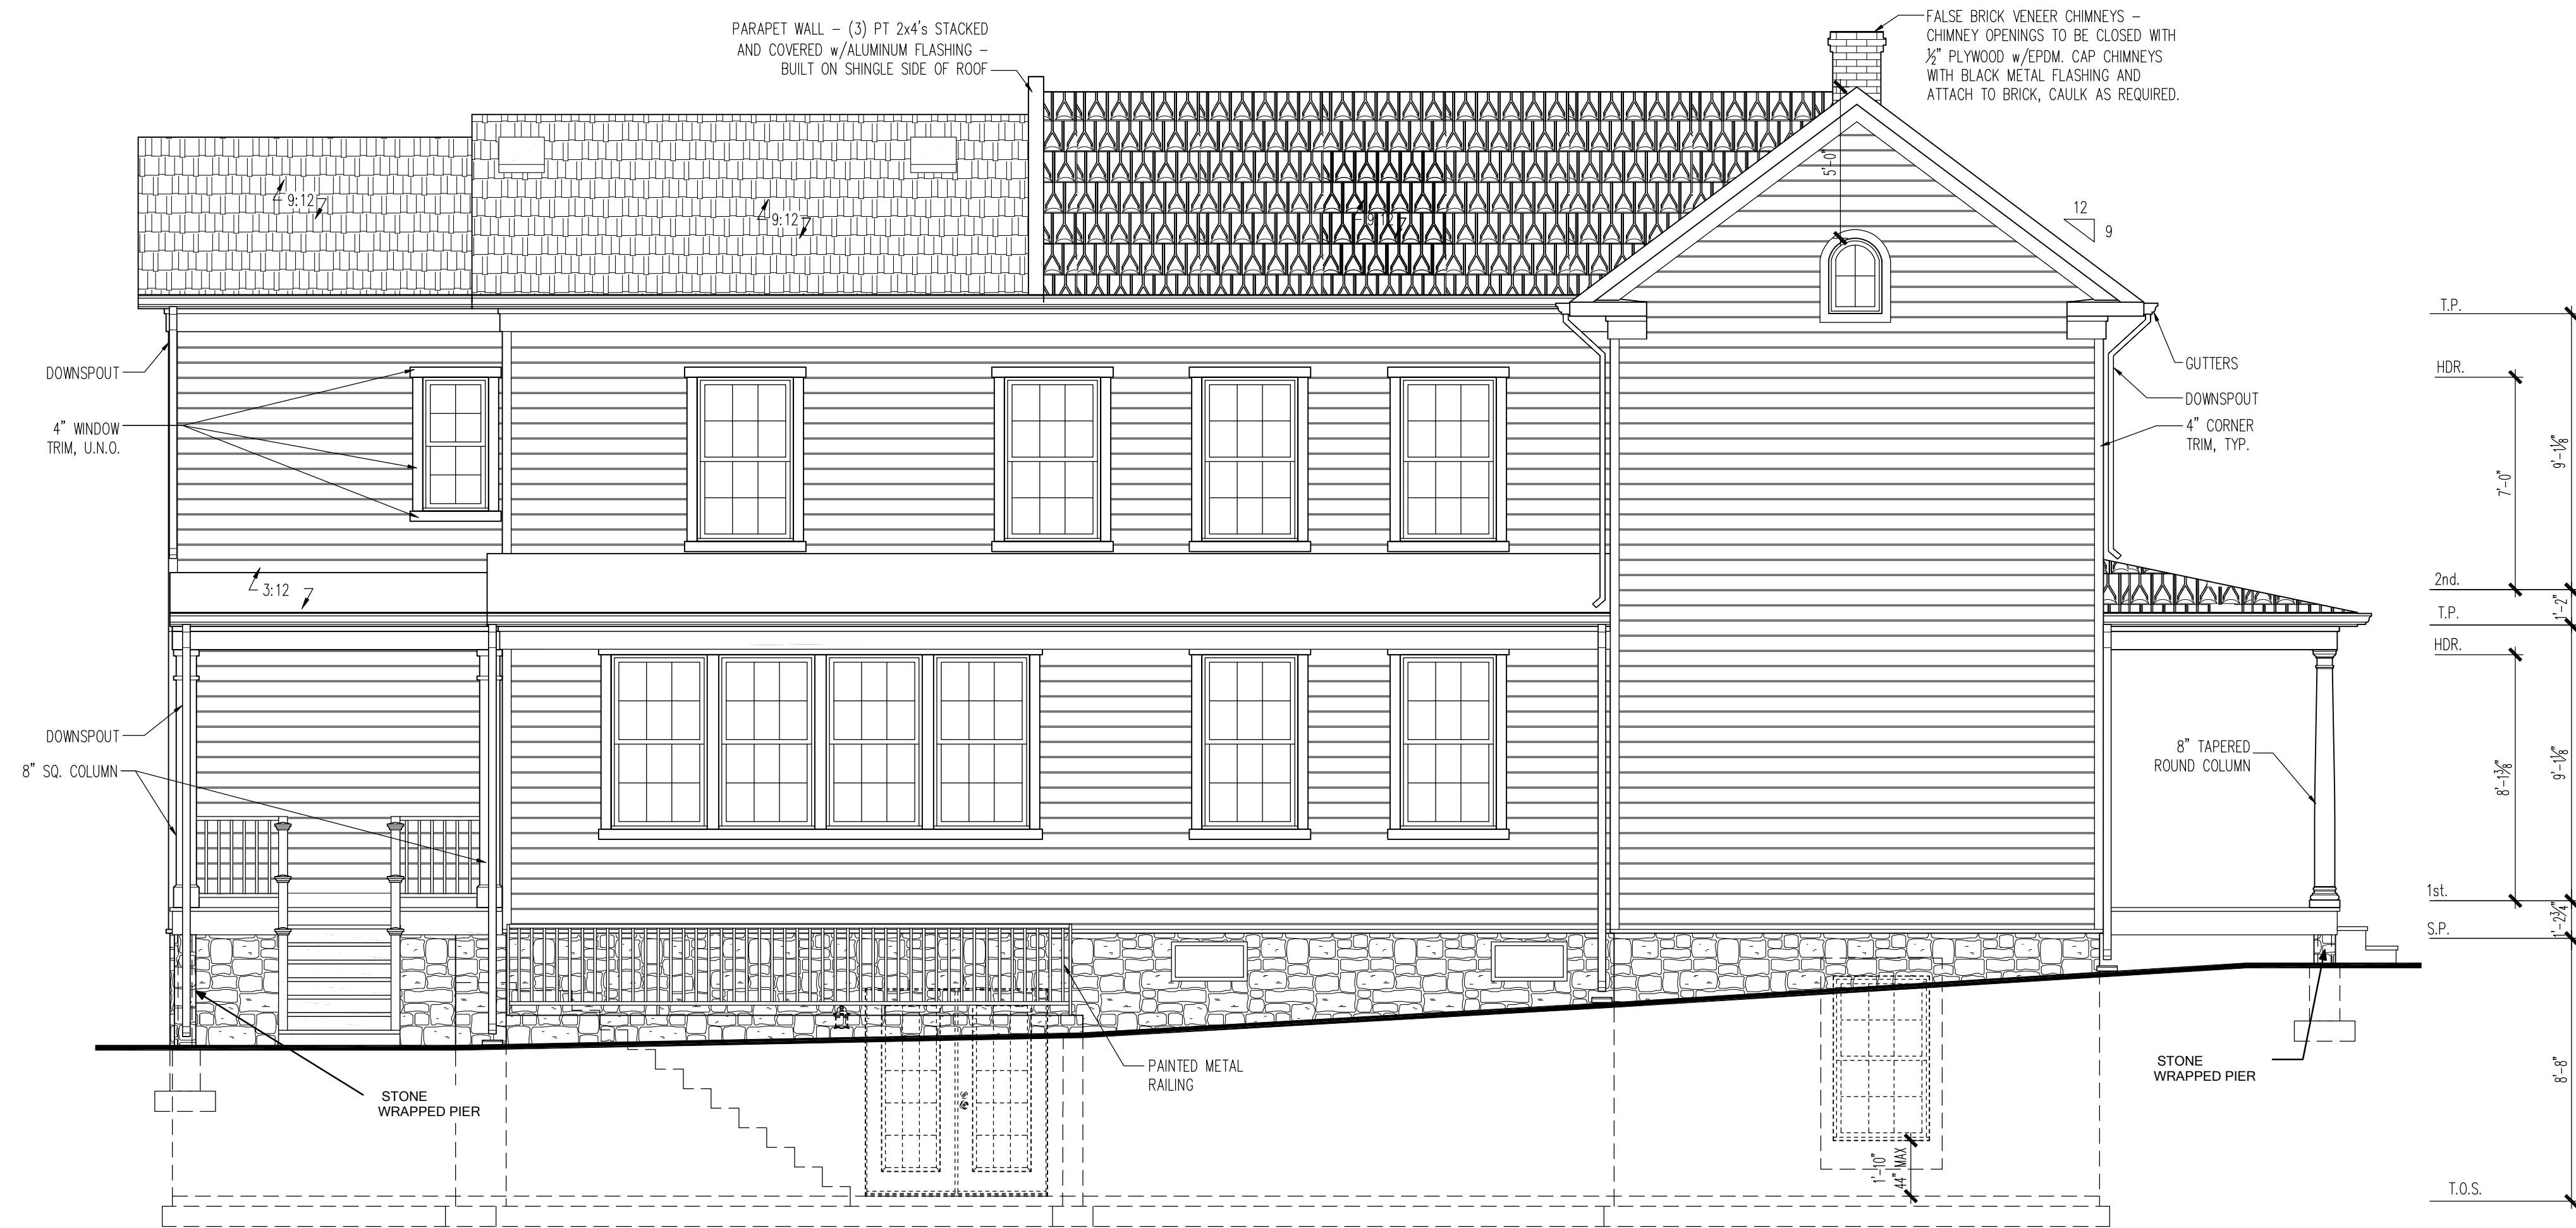 PARAPET WALL - (3) PT 2x4's STACKED
AND COVERED w/ALUMINUM FLASHING -
BUILT ON SHINGLE SIDE OF ROOF
FALSE BRICK VENEER CHIMNEYS -
CHIMNEY OPENINGS TO BE CLOSED WITH
½" PLYWOOD w/EPDM. CAP CHIMNEYS
WITH BLACK METAL FLASHING AND
ATTACH TO BRICK, CAULK AS REQUIRED.
9:12
9:12
9:12
5'-0"
12
9
T.P.
DOWNSPOUT
GUTTERS
HDR.
DOWNSPOUT
4" WINDOW
TRIM, U.N.O.
4" CORNER
TRIM, TYP.
9'-1⅛"
7'-0"
3:12
2nd.
1'-2"
T.P.
HDR.
DOWNSPOUT
8" SQ. COLUMN
8" TAPERED
ROUND COLUMN
8'-1⅜"
9'-1⅛"
1st.
1'-2¾"
S.P.
PAINTED METAL
RAILING
STONE
WRAPPED PIER
STONE
WRAPPED PIER
8'-8"
1'-10"
44" MAX
T.O.S.